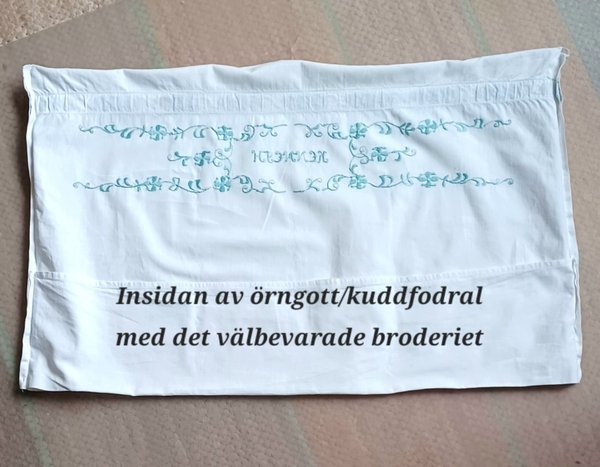 Insidan av örngott/kuddfodral
med det välbevarade broderiet